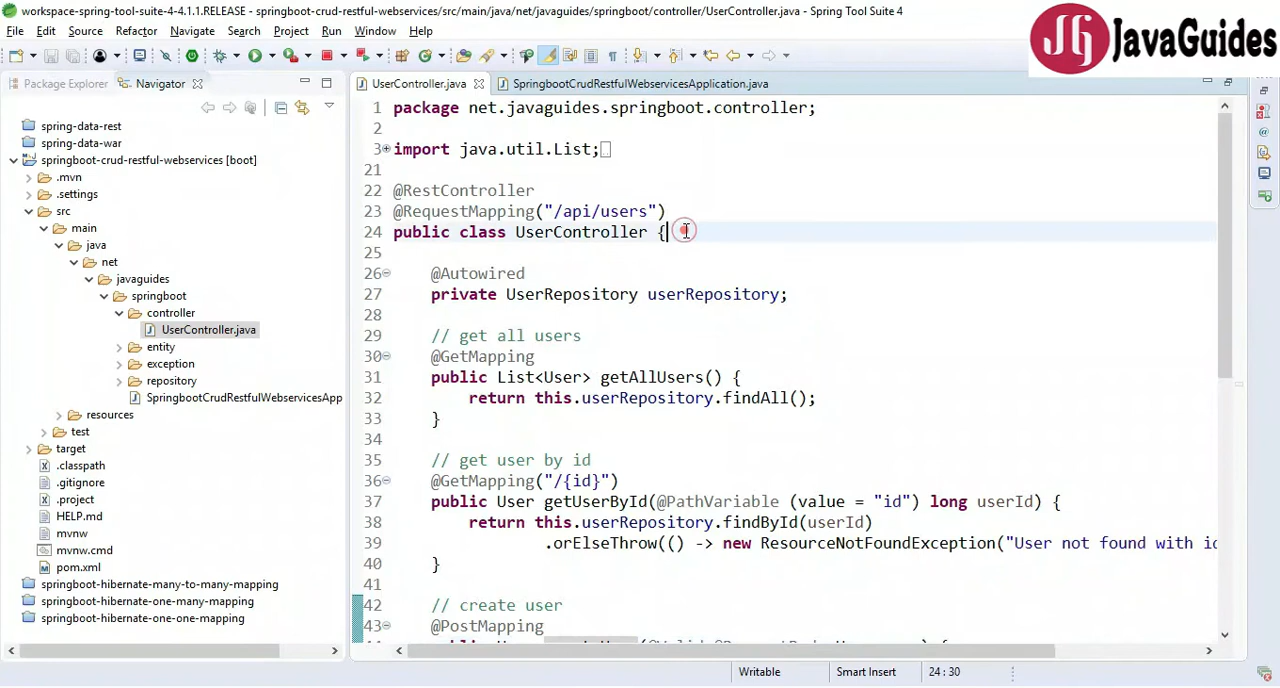 workspace-spring-tool-suite-4-4.1.1.RELEASE - springboot-crud-restful-webservices/src/main/java/net/javaguides/springboot/controller/UserController.java - Spring Tool Suite 4
JavaGuides
File Edit Source Refactor Navigate Search Project Run Window Help
Package Explorer Navigator
UserController.java SpringbootCrudRestfulWebservicesApplication.java
spring-data-rest
spring-data-war
springboot-crud-restful-webservices [boot]
.mvn
.settings
src
main
java
net
javaguides
springboot
controller
UserController.java
entity
exception
repository
SpringbootCrudRestfulWebservicesApp
resources
test
target
.classpath
.gitignore
.project
HELP.md
mvnw
mvnw.cmd
pom.xml
springboot-hibernate-many-to-many-mapping
springboot-hibernate-one-many-mapping
springboot-hibernate-one-one-mapping
1 package net.javaguides.springboot.controller;
2
3 import java.util.List;
21
22 @RestController
23 @RequestMapping("/api/users")
24 public class UserController {
25
26 @Autowired
27 private UserRepository userRepository;
28
29 // get all users
30 @GetMapping
31 public List<User> getAllUsers() {
32 return this.userRepository.findAll();
33 }
34
35 // get user by id
36 @GetMapping("/{id}")
37 public User getUserById(@PathVariable (value = "id") long userId) {
38 return this.userRepository.findById(userId)
39 .orElseThrow(() -> new ResourceNotFoundException("User not found with id
40 }
41
42 // create user
43 @PostMapping
Writable Smart Insert 24 : 30